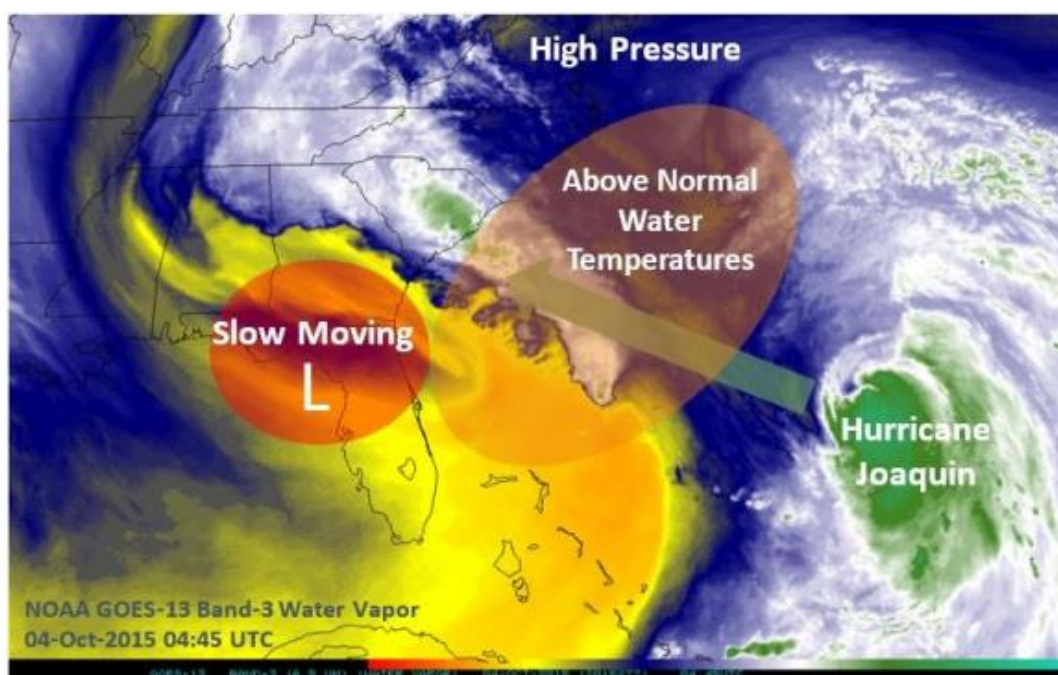 High Pressure
Above Normal
Water
Temperatures
Slow Moving
L
Hurricane
Joaquin
NOAA GOES-13 Band-3 Water Vapor
04-Oct-2015 04:45 UTC